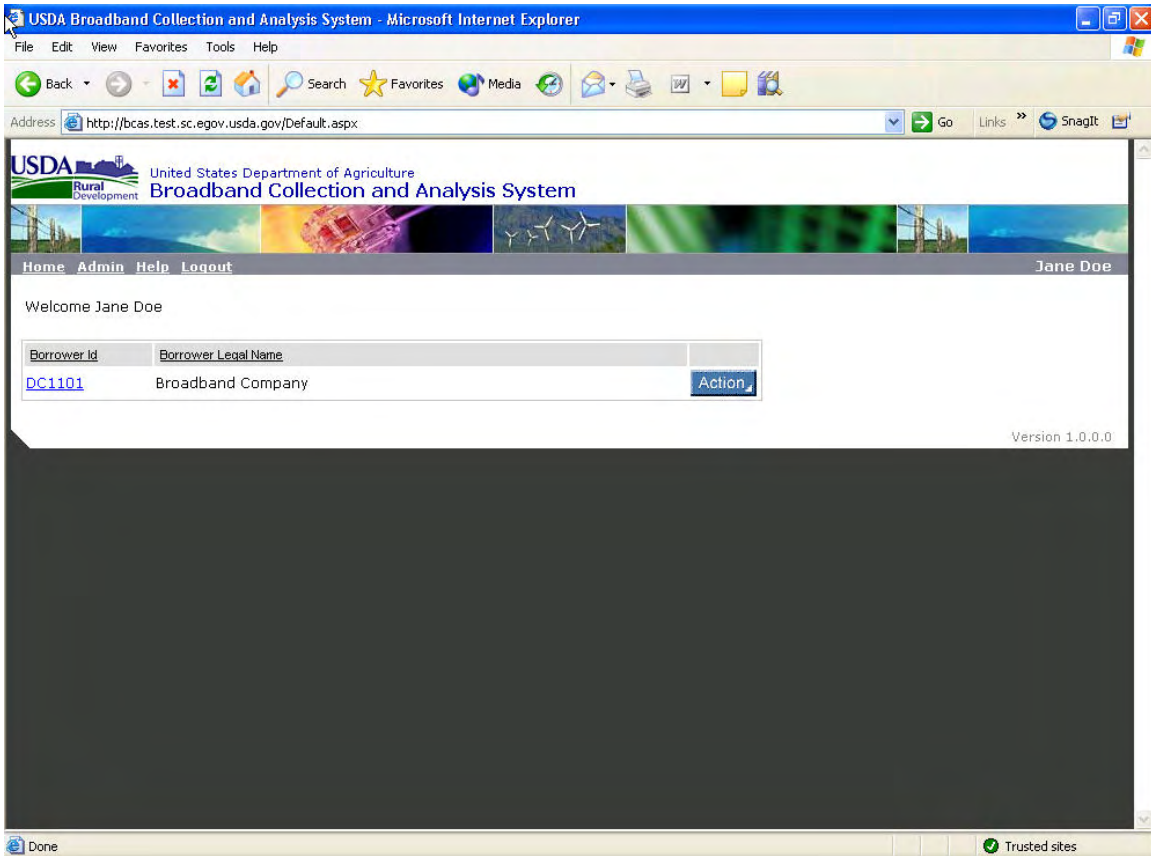 USDA Broadband Collection and Analysis System - Microsoft Internet Explorer
File Edit View Favorites Tools Help
Back Search Favorites Media
Address http://bcas.test.sc.egov.usda.gov/Default.aspx Go Links » SnagIt
USDA
Rural
Development
United States Department of Agriculture
Broadband Collection and Analysis System
Home Admin Help Logout Jane Doe
Welcome Jane Doe
Borrower Id Borrower Legal Name
DC1101 Broadband Company Action
Version 1.0.0.0
Done Trusted sites